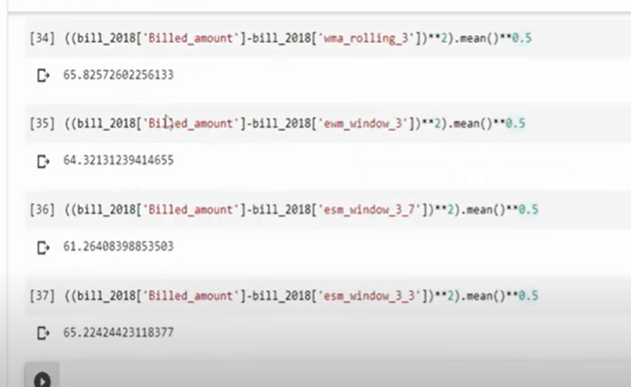 [34] ((bill_2018['Billed_amount']-bill_2018['wma_rolling_3'])**2).mean()**0.5
65.82572602256133
[35] ((bill_2018['Billed_amount']-bill_2018['ewm_window_3'])**2).mean()**0.5
64.32131239414655
[36] ((bill_2018['Billed_amount']-bill_2018['esm_window_3_7'])**2).mean()**0.5
61.26408398853503
[37] ((bill_2018['Billed_amount']-bill_2018['esm_window_3_3'])**2).mean()**0.5
65.22424423118377